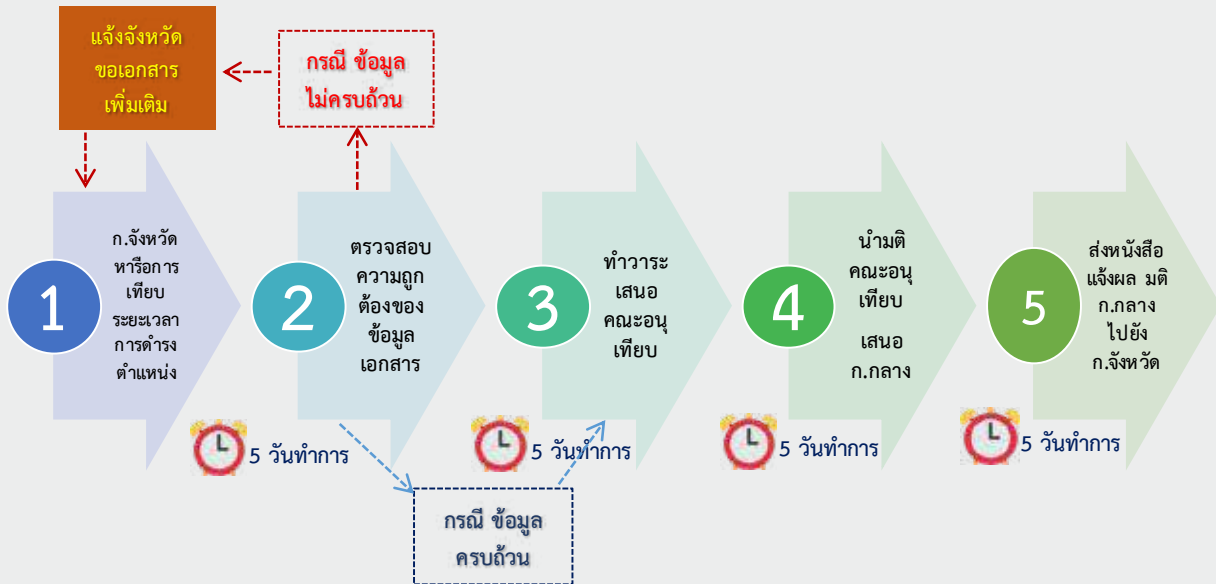 แจ้งจังหวัด
ขอเอกสาร
เพิ่มเติม
กรณี ข้อมูล
ไม่ครบถ้วน
1
ก.จังหวัด
หารือการ
เทียบ
ระยะเวลา
การดำรง
ตำแหน่ง
2
ตรวจสอบ
ความถูก
ต้องของ
ข้อมูล
เอกสาร
5 วันทำการ
3
ทำวาระ
เสนอ
คณะอนุ
เทียบ
5 วันทำการ
4
นำมติ
คณะอนุ
เทียบ
เสนอ
ก.กลาง
5 วันทำการ
5
ส่งหนังสือ
แจ้งผล มติ
ก.กลาง
ไปยัง
ก.จังหวัด
5 วันทำการ
กรณี ข้อมูล
ครบถ้วน